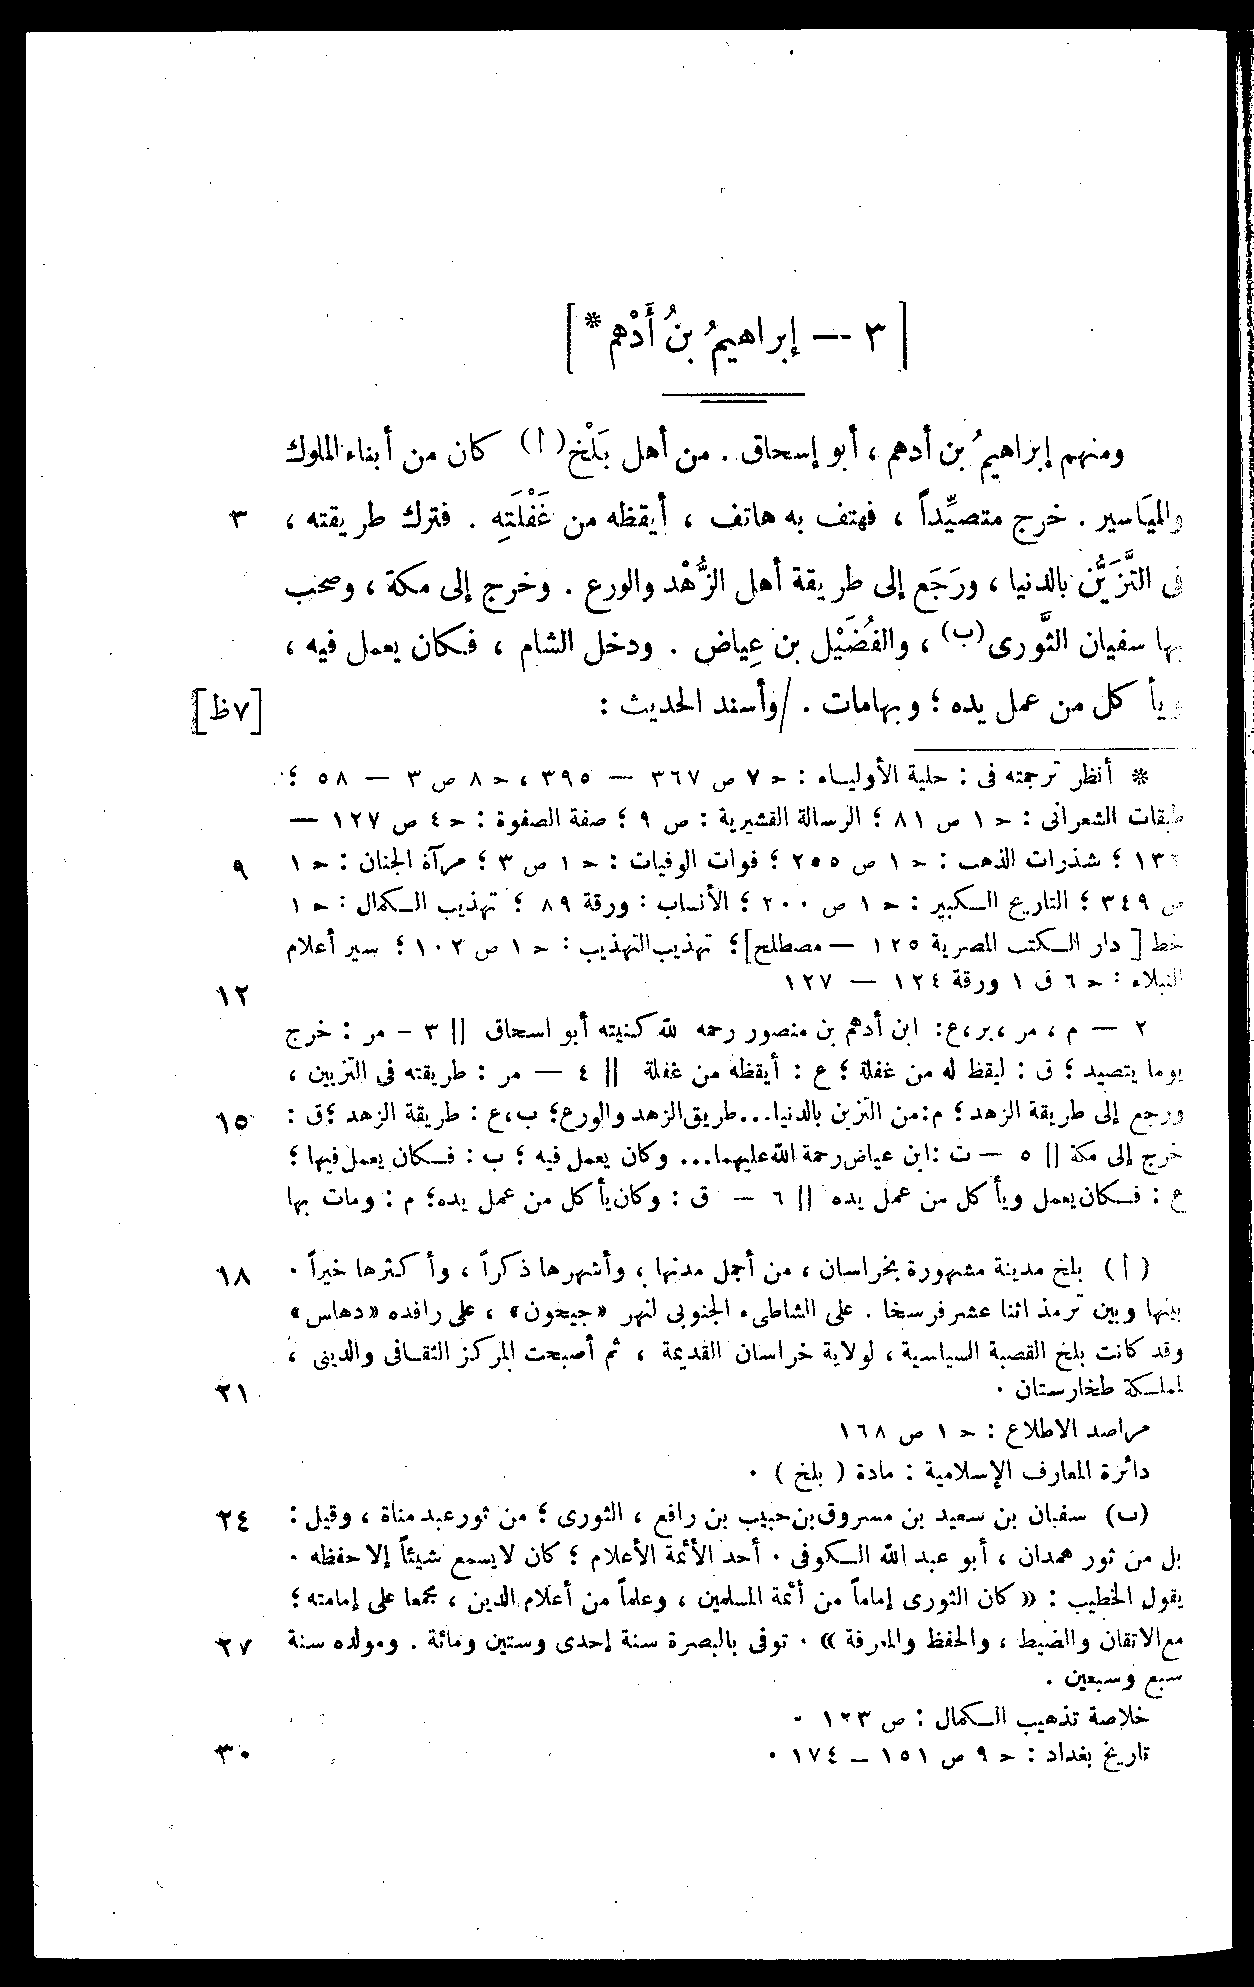 [ ٣ — إبراهيمُ بنُ أَدْهم* ]
ومنهم إبراهيمُ بن أدهم ، أبو إسحاق . من أهل بَلْخ(أ) كان من أبناء الملوك
والميَاسير . خرج متصيِّداً ، فهتف به هاتف ، أيقظه من غَفْلَتِهِ . فترك طريقته ، ٣
فى التَّزَيُّن بالدنيا ، ورَجَع إلى طريقة أهل الزُّهْد والورع . وخرج إلى مكة ، وصحب
بها سفيان الثَّورى(ب) ، والفُضَيْل بن عِياض . ودخل الشام ، فكان يعمل فيه ،
ويأكل من عمل يده ؛ وبهامات . /وأسند الحديث : [٧ظ]
* أنظر ترجمته فى : حلية الأولياء : حـ ٧ ص ٣٦٧ — ٣٩٥ ، حـ ٨ ص ٣ — ٥٨ ؛
طبقات الشعرانى : حـ ١ ص ٨١ ؛ الرسالة القشيرية : ص ٩ ؛ صفة الصفوة : حـ ٤ ص ١٢٧ —
١٣ ؛ شذرات الذهب : حـ ١ ص ٢٥٥ ؛ فوات الوفيات : حـ ١ ص ٣ ؛ مرآة الجنان : حـ ١ ٩
ص ٣٤٩ ؛ التاريخ الكبير : حـ ١ ص ٢٠٠ ؛ الأنساب : ورقة ٨٩ ؛ تهذيب الكمال : حـ ١
خط [ دار الكتب المصرية ١٢٥ — مصطلح] ؛ تهذيب التهذيب : حـ ١ ص ١٠٢ ؛ سير أعلام
النبلاء : حـ ٦ ق ١ ورقة ١٢٤ — ١٢٧ ١٢
٢ — م ، مر ، بر ، ع : ابن أدهم بن منصور رحمه لله كنيته أبو اسحاق || ٣ - مر : خرج
يوما يتصيد ؛ ق : ليقظ له من غفلة ؛ ع : أيقظه من غفلة || ٤ — مر : طريقته فى التزيين ،
ورجع إلى طريقة الزهد ؛ م : من التزين بالدنيا... طريق الزهد والورع ؛ ب ، ع : طريقة الزهد ؛ ق : ١٥
خرج إلى مكة || ٥ — ت : ابن عياض رحمة الله عليهما... وكان يعمل فيه ؛ ب : فكان يعمل فيها ؛
ع : فكان يعمل ويأكل من عمل يده || ٦ — ق : وكان يأكل من عمل يده ؛ م : ومات بها
( أ ) بلخ مدينة مشهورة بخراسان ، من أجمل مدنها ، وأشهرها ذكراً ، وأكثرها خيراً . ١٨
بينها وبين ترمذ اثنا عشر فرسخا . على الشاطىء الجنوبى لنهر «جيحون» ، على رافده «دهاس»
وقد كانت بلخ القصبة السياسية ، لولاية خراسان القديمة ، ثم أصبحت المركز الثقافى والدينى ،
لمملكة طخارستان . ٢١
مراصد الاطلاع : حـ ١ ص ١٦٨
دائرة المعارف الإسلامية : مادة ( بلخ ) .
(ب) سفيان بن سعيد بن مسروق بن حبيب بن رافع ، الثورى ؛ من ثور عبد مناة ، وقيل : ٢٤
بل من ثور همدان ، أبو عبد الله الكوفى . أحد الأئمة الأعلام ؛ كان لا يسمع شيئاً إلا حفظه .
يقول الخطيب : « كان الثورى إماماً من أئمة المسلمين ، وعلماً من أعلام الدين ، مجمعا على إمامته ؛
مع الاتقان والضبط ، والحفظ والمعرفة » . توفى بالبصرة سنة إحدى وستين ومائة . ومولده سنة ٢٧
سبع وسبعين .
خلاصة تذهيب الكمال : ص ١٢٣ .
تاريخ بغداد : حـ ٩ ص ١٥١ – ١٧٤ . ٣٠